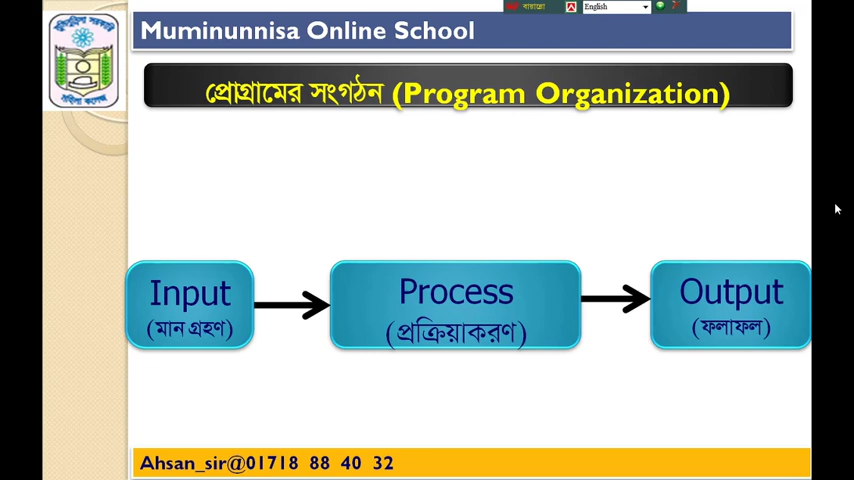 বায়ান্নো
English
Muminunnisa Online School
প্রোগ্রামের সংগঠন (Program Organization)
Input
(মান গ্রহণ)
Process
(প্রক্রিয়াকরণ)
Output
(ফলাফল)
Ahsan_sir@01718 88 40 32